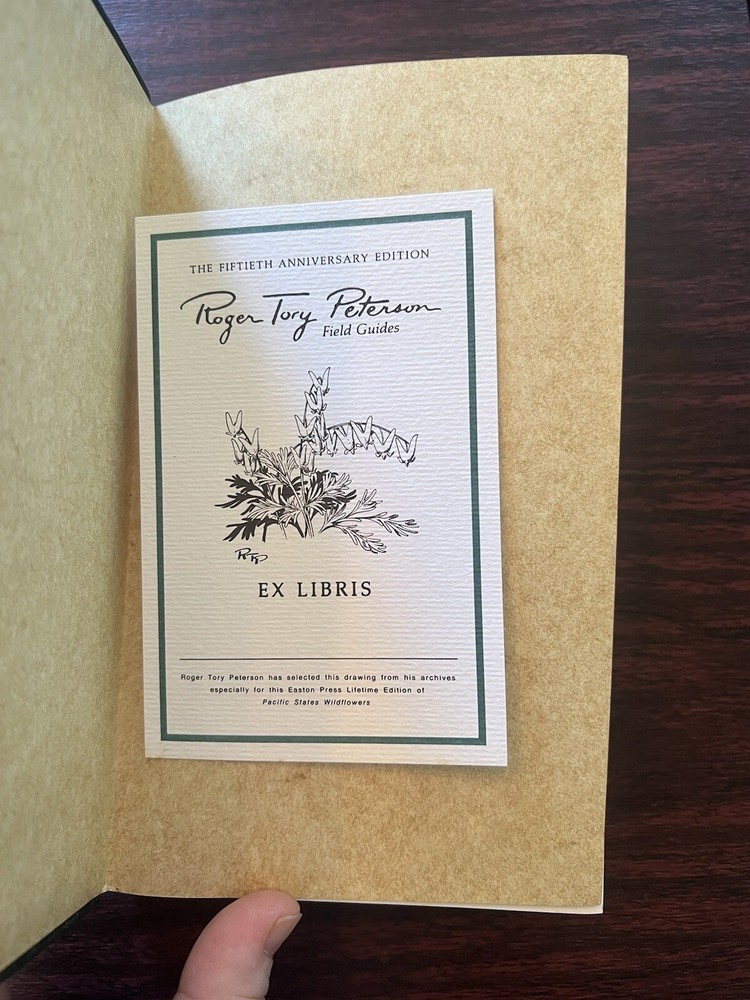 THE FIFTIETH ANNIVERSARY EDITION
Roger Tory Peterson
Field Guides
RTP
EX LIBRIS
Roger Tory Peterson has selected this drawing from his archives
especially for this Easton Press Lifetime Edition of
Pacific States Wildflowers